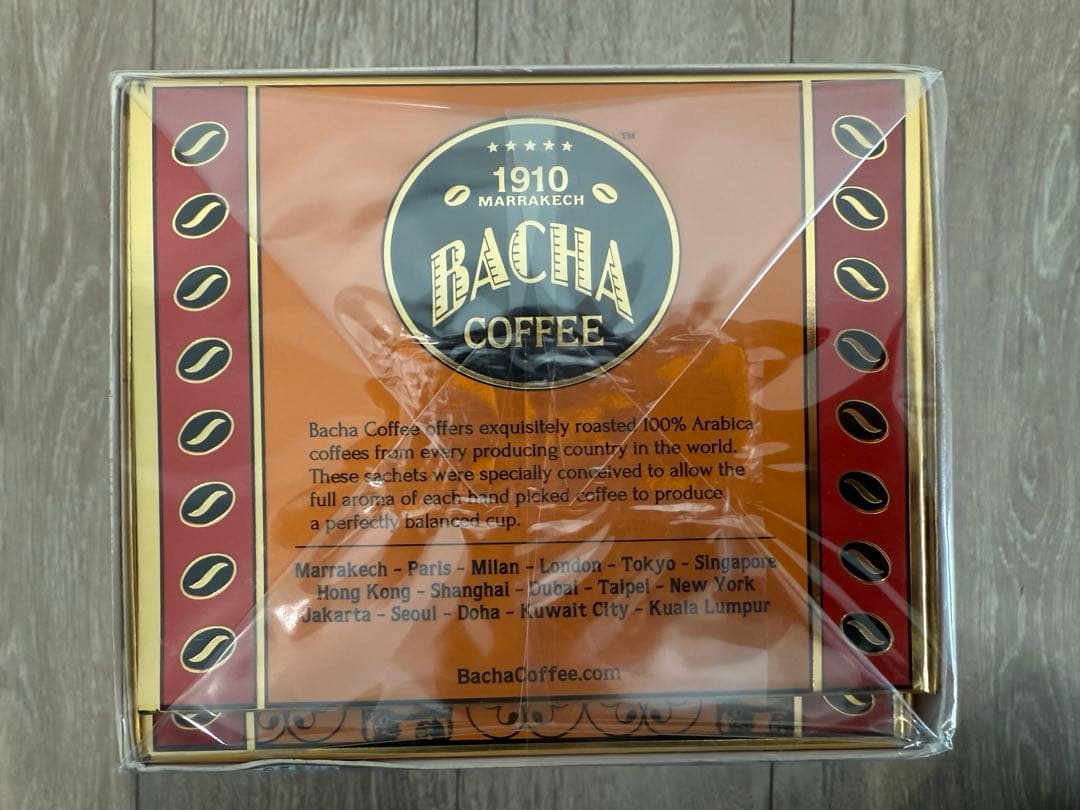 ™
1910
MARRAKECH
BACHA
COFFEE
Bacha Coffee offers exquisitely roasted 100% Arabica
coffees from every producing country in the world.
These sachets were specially conceived to allow the
full aroma of each hand picked coffee to produce
a perfectly balanced cup.
Marrakech - Paris - Milan - London - Tokyo - Singapore
Hong Kong - Shanghai - Dubai - Taipei - New York
Jakarta - Seoul - Doha - Kuwait City - Kuala Lumpur
BachaCoffee.com